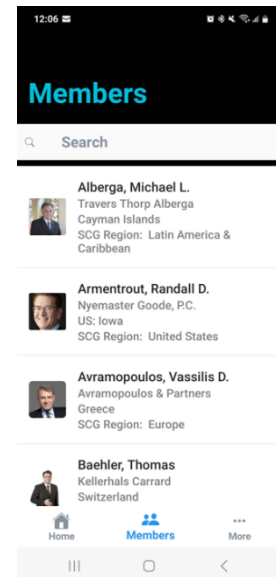 12:06
Members
Search
Alberga, Michael L.
Travers Thorp Alberga
Cayman Islands
SCG Region: Latin America &
Caribbean
Armentrout, Randall D.
Nyemaster Goode, P.C.
US: Iowa
SCG Region: United States
Avramopoulos, Vassilis D.
Avramopoulos & Partners
Greece
SCG Region: Europe
Baehler, Thomas
Kellerhals Carrard
Switzerland
Home Members More